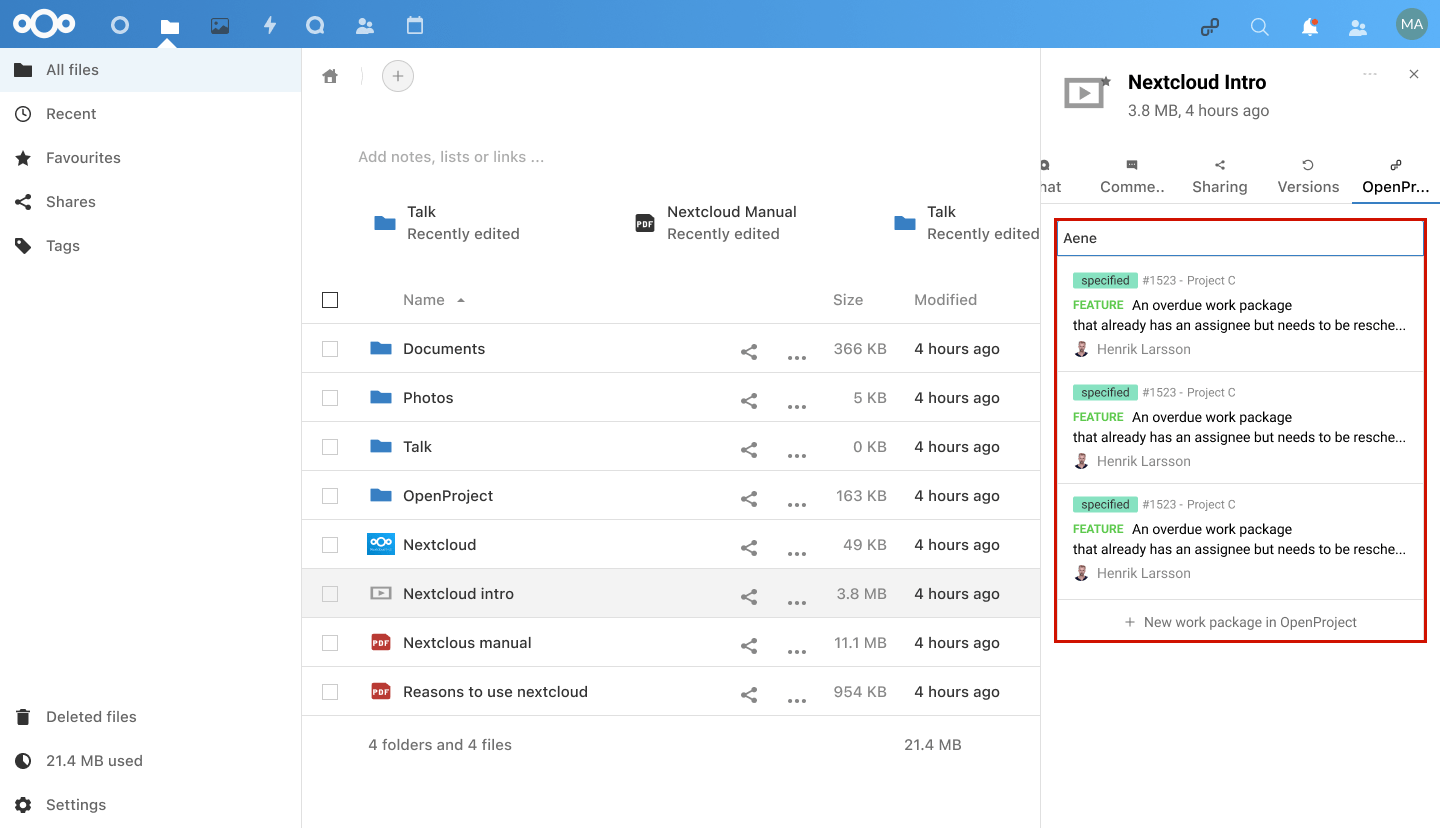 MA
All files
Recent
Favourites
Shares
Tags
Deleted files
21.4 MB used
Settings
Add notes, lists or links ...
Talk
Recently edited
Nextcloud Manual
Recently edited
Talk
Recently edited
Name Size Modified
Documents 366 KB 4 hours ago
Photos 5 KB 4 hours ago
Talk 0 KB 4 hours ago
OpenProject 163 KB 4 hours ago
Nextcloud 49 KB 4 hours ago
Nextcloud intro 3.8 MB 4 hours ago
PDF Nextclous manual 11.1 MB 4 hours ago
PDF Reasons to use nextcloud 954 KB 4 hours ago
4 folders and 4 files 21.4 MB
Nextcloud Intro
3.8 MB, 4 hours ago
hat Comme.. Sharing Versions OpenPr...
Aene
specified #1523 - Project C
FEATURE An overdue work package
that already has an assignee but needs to be resche...
Henrik Larsson
specified #1523 - Project C
FEATURE An overdue work package
that already has an assignee but needs to be resche...
Henrik Larsson
specified #1523 - Project C
FEATURE An overdue work package
that already has an assignee but needs to be resche...
Henrik Larsson
+ New work package in OpenProject